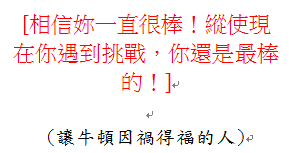 [相信妳一直很棒！縱使現
在你遇到挑戰，你還是最棒
的！]
(讓牛頓因禍得福的人)